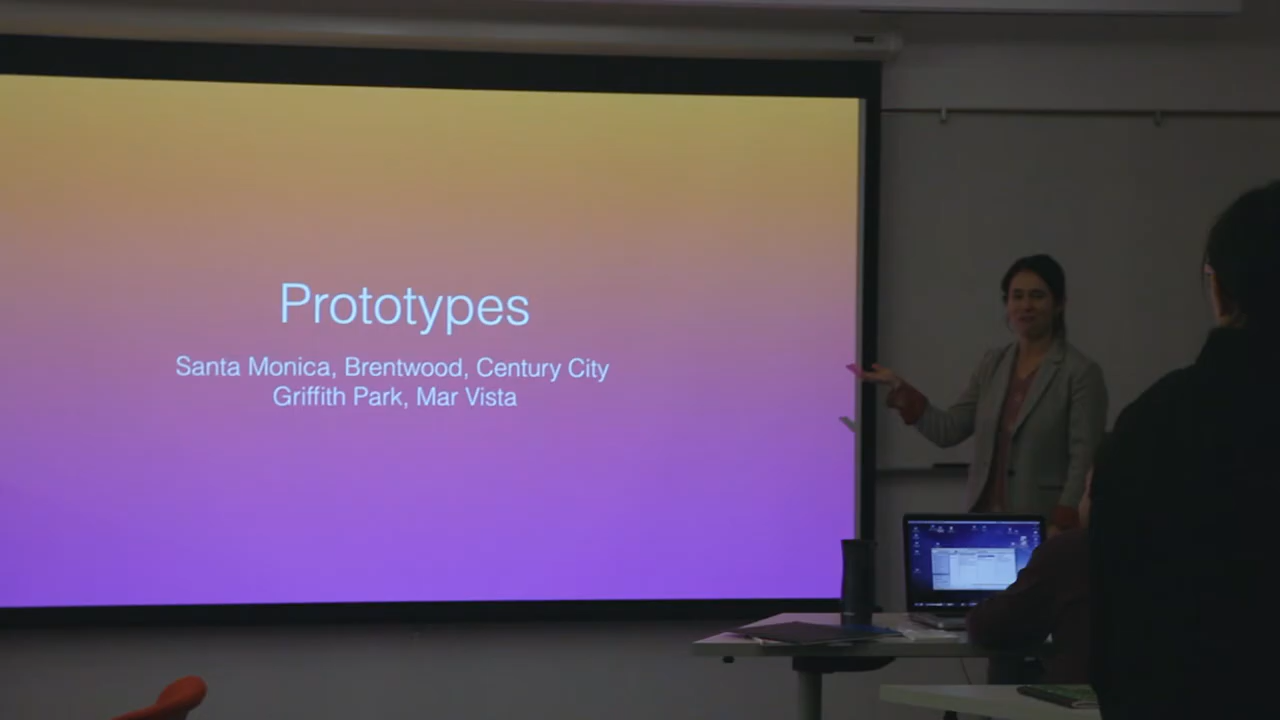 Prototypes
Santa Monica, Brentwood, Century City
Griffith Park, Mar Vista